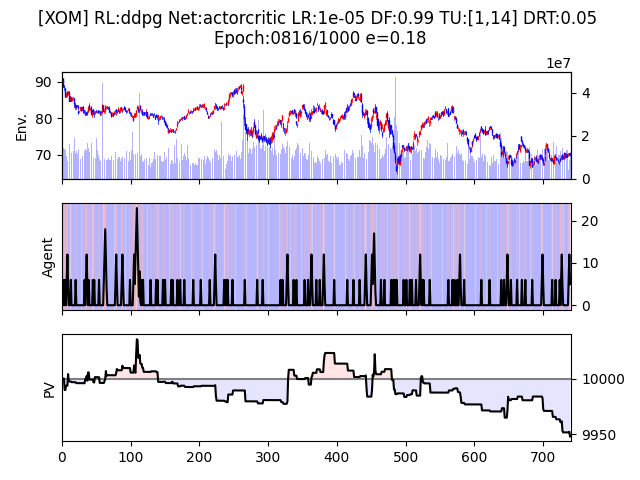 [XOM] RL:ddpg Net:actorcritic LR:1e-05 DF:0.99 TU:[1,14] DRT:0.05
Epoch:0816/1000 e=0.18
1e7
90
80
70
Env.
4
2
0
Agent
20
10
0
PV
10000
9950
0 100 200 300 400 500 600 700